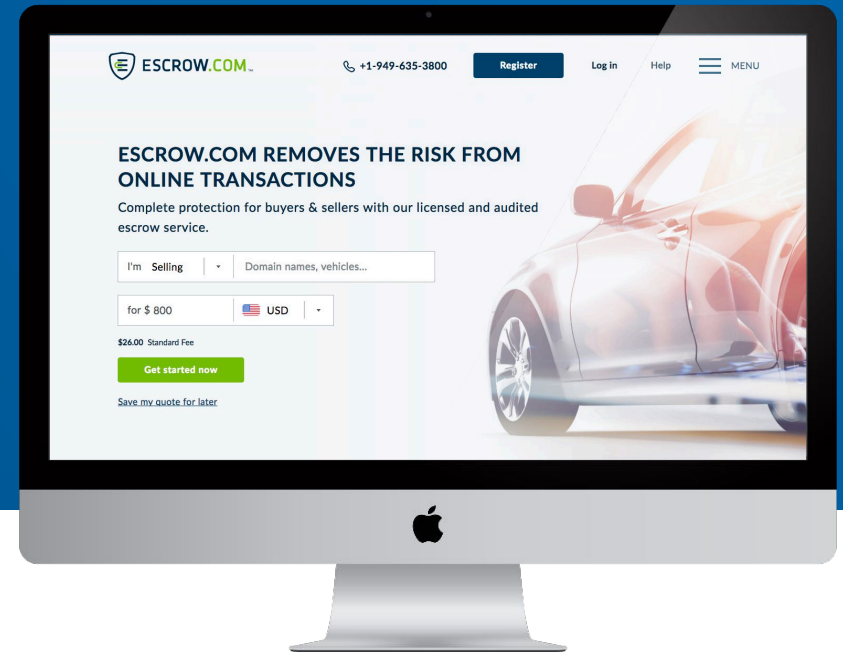 ESCROW.COM
+1-949-635-3800
Register
Log in
Help
MENU
ESCROW.COM REMOVES THE RISK FROM
ONLINE TRANSACTIONS
Complete protection for buyers & sellers with our licensed and audited
escrow service.
I'm Selling
Domain names, vehicles...
for $ 800
USD
$26.00 Standard Fee
Get started now
Save my quote for later